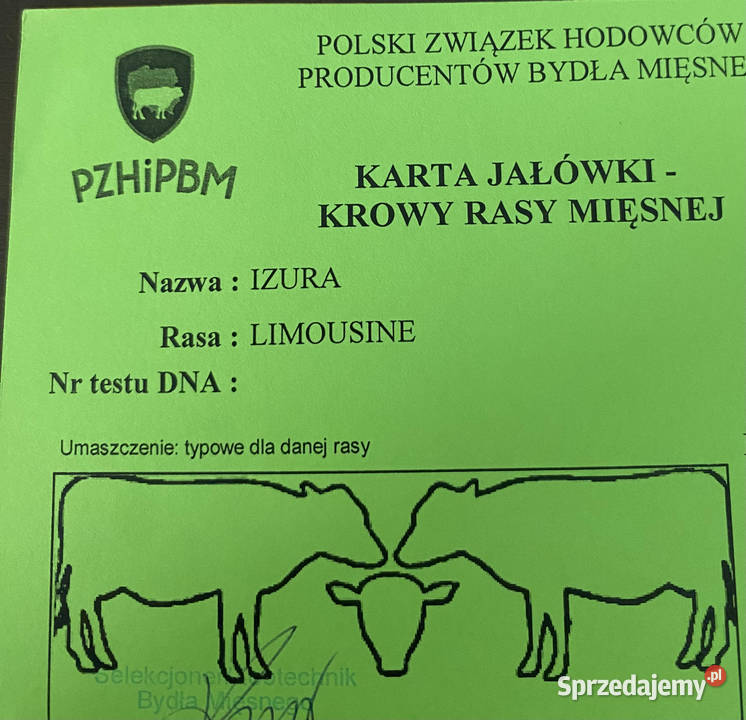 POLSKI ZWIĄZEK HODOWCÓW
PRODUCENTÓW BYDŁA MIĘSNE
PZHiPBM
KARTA JAŁÓWKI -
KROWY RASY MIĘSNEJ
Nazwa : IZURA
Rasa : LIMOUSINE
Nr testu DNA :
Umaszczenie: typowe dla danej rasy
Selekcjoner
Bydła Mięsnego
Sprzedajemy.pl